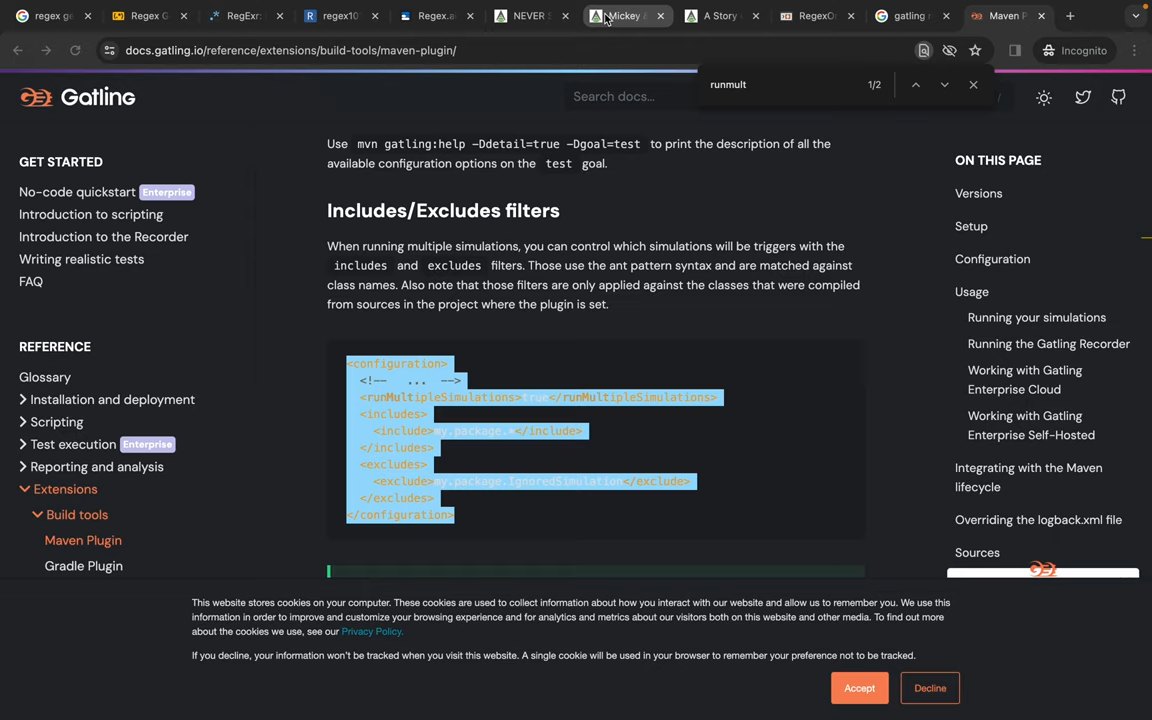 regex ge
Regex G
RegExr:
regex10
Regex.a
NEVER S
Mickey &
A Story
RegexO
gatling r
Maven P
docs.gatling.io/reference/extensions/build-tools/maven-plugin/
Incognito
runmult 1/2
Gatling
Search docs...
GET STARTED
No-code quickstart Enterprise
Introduction to scripting
Introduction to the Recorder
Writing realistic tests
FAQ
REFERENCE
Glossary
Installation and deployment
Scripting
Test execution Enterprise
Reporting and analysis
Extensions
Build tools
Maven Plugin
Gradle Plugin
Use mvn gatling:help -Ddetail=true -Dgoal=test to print the description of all the
available configuration options on the test goal.
Includes/Excludes filters
When running multiple simulations, you can control which simulations will be triggers with the
includes and excludes filters. Those use the ant pattern syntax and are matched against
class names. Also note that those filters are only applied against the classes that were compiled
from sources in the project where the plugin is set.
<configuration>
<!-- ... -->
<runMultipleSimulations>true</runMultipleSimulations>
<includes>
<include>my.package.*</include>
</includes>
<excludes>
<exclude>my.package.IgnoredSimulation</exclude>
</excludes>
</configuration>
ON THIS PAGE
Versions
Setup
Configuration
Usage
Running your simulations
Running the Gatling Recorder
Working with Gatling
Enterprise Cloud
Working with Gatling
Enterprise Self-Hosted
Integrating with the Maven
lifecycle
Overriding the logback.xml file
Sources
This website stores cookies on your computer. These cookies are used to collect information about how you interact with our website and allow us to remember you. We use this
information in order to improve and customize your browsing experience and for analytics and metrics about our visitors both on this website and other media. To find out more
about the cookies we use, see our Privacy Policy.
If you decline, your information won't be tracked when you visit this website. A single cookie will be used in your browser to remember your preference not to be tracked.
Accept
Decline